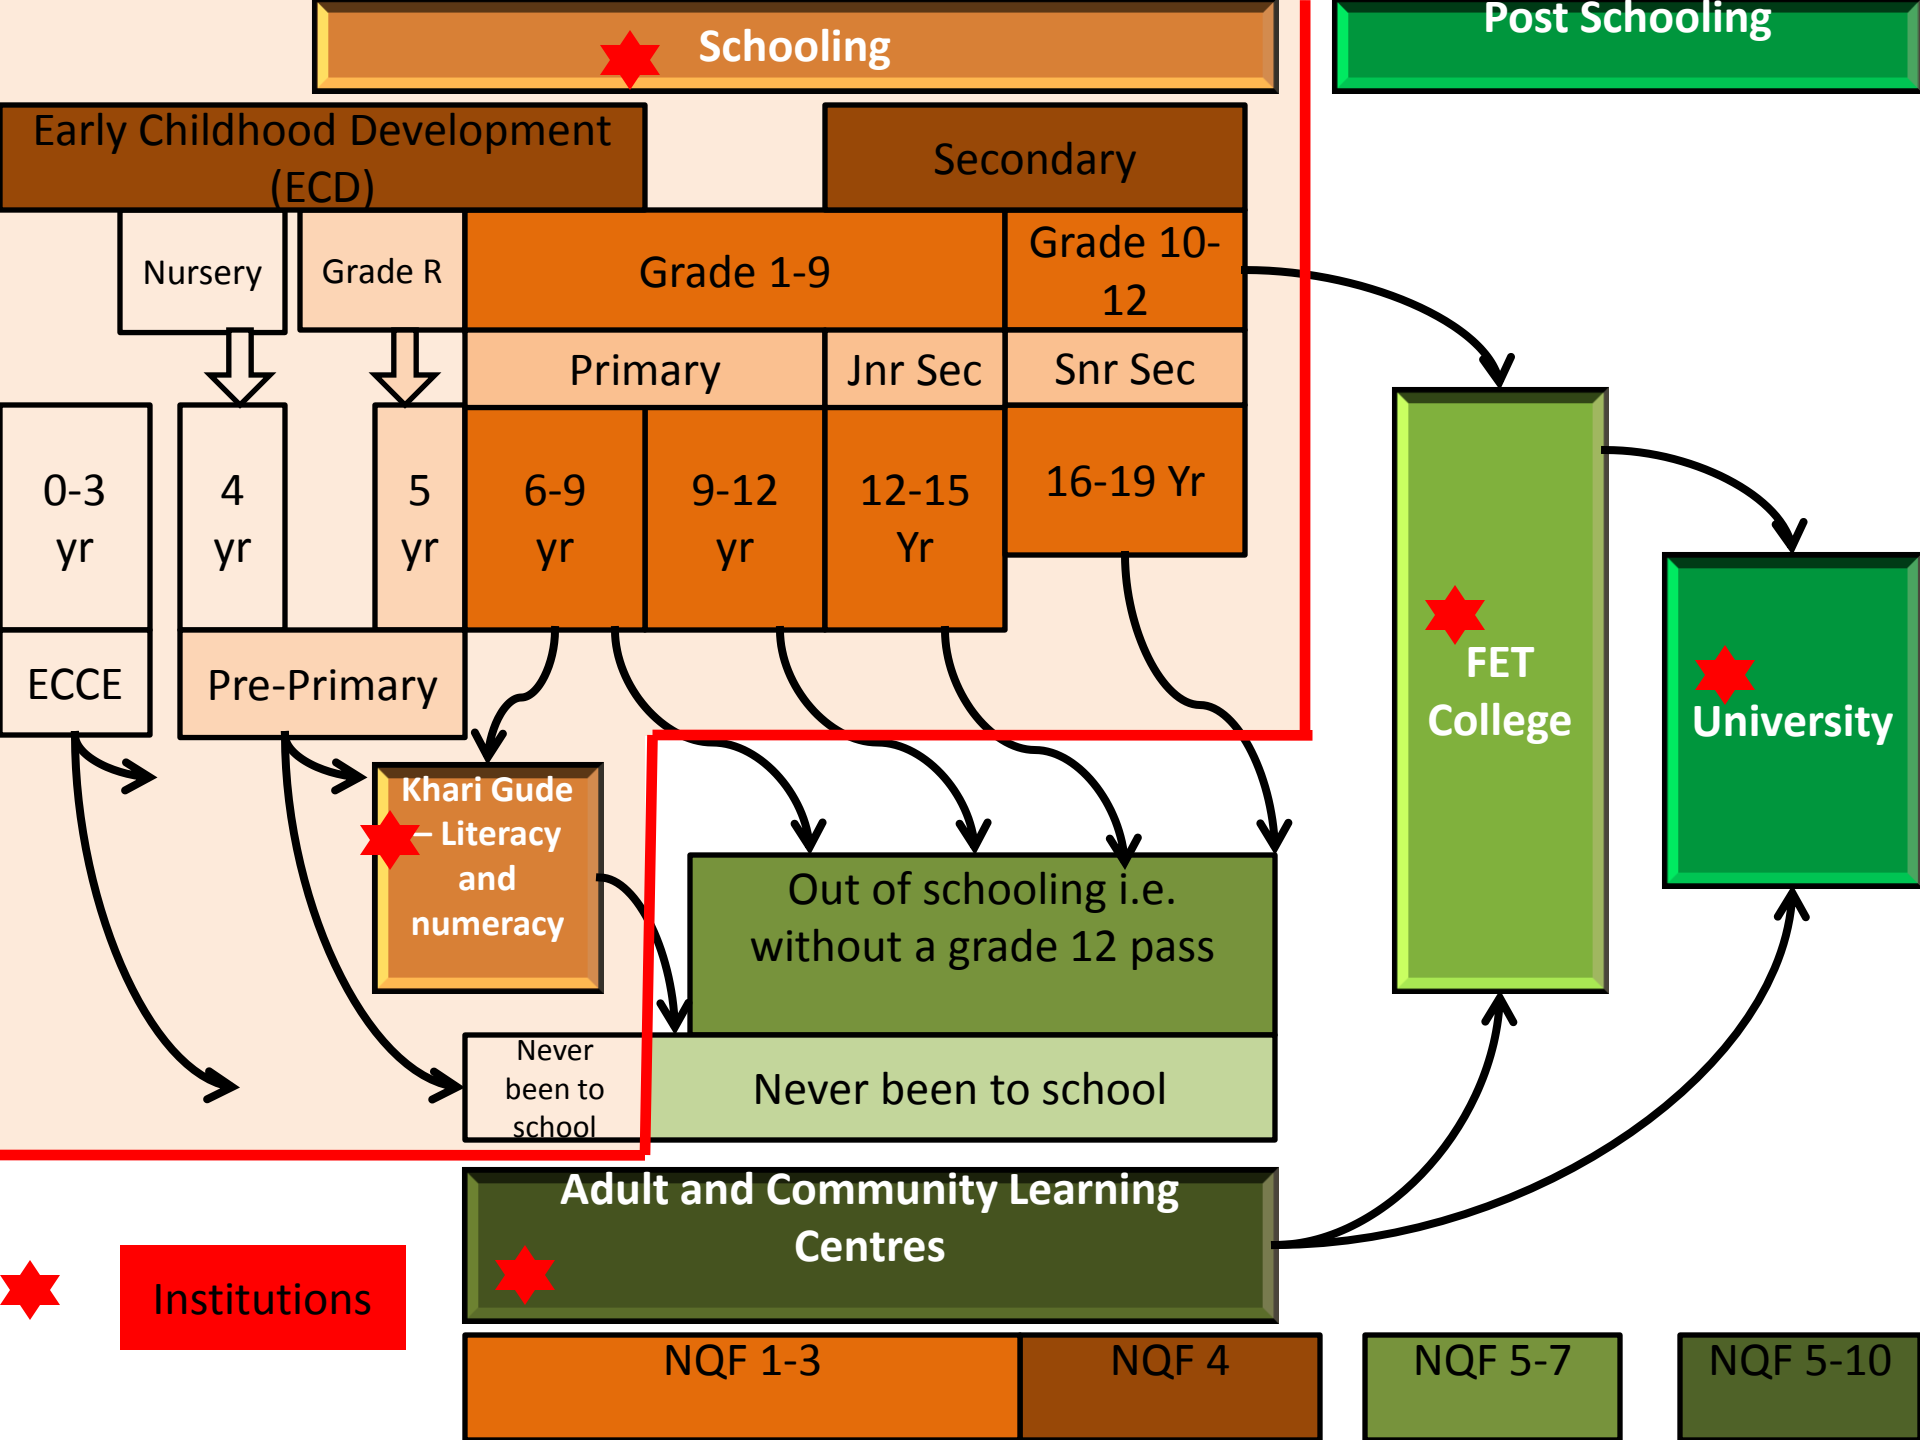 Schooling
Post Schooling
Early Childhood Development
(ECD)
Secondary
Nursery
Grade R
Grade 1-9
Grade 10-
12
Primary
Jnr Sec
Snr Sec
0-3
yr
4
yr
5
yr
6-9
yr
9-12
yr
12-15
Yr
16-19 Yr
ECCE
Pre-Primary
FET
College
University
Khari Gude
– Literacy
and
numeracy
Out of schooling i.e.
without a grade 12 pass
Never
been to
school
Never been to school
Adult and Community Learning
Centres
Institutions
NQF 1-3
NQF 4
NQF 5-7
NQF 5-10